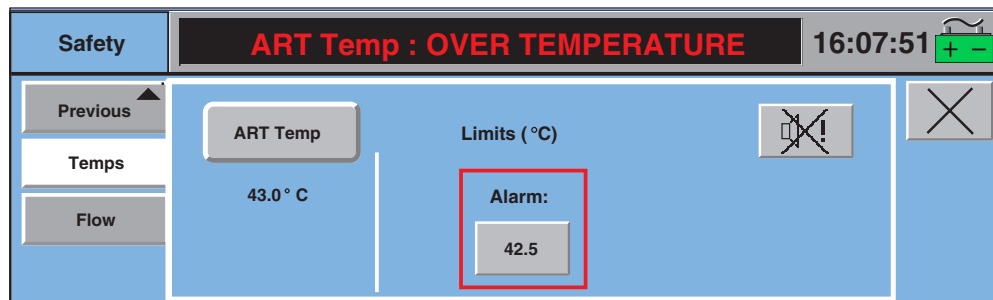 Safety
ART Temp : OVER TEMPERATURE
16:07:51
+ −
Previous
Temps
Flow
ART Temp
43.0° C
Limits (°C)
Alarm:
42.5
!